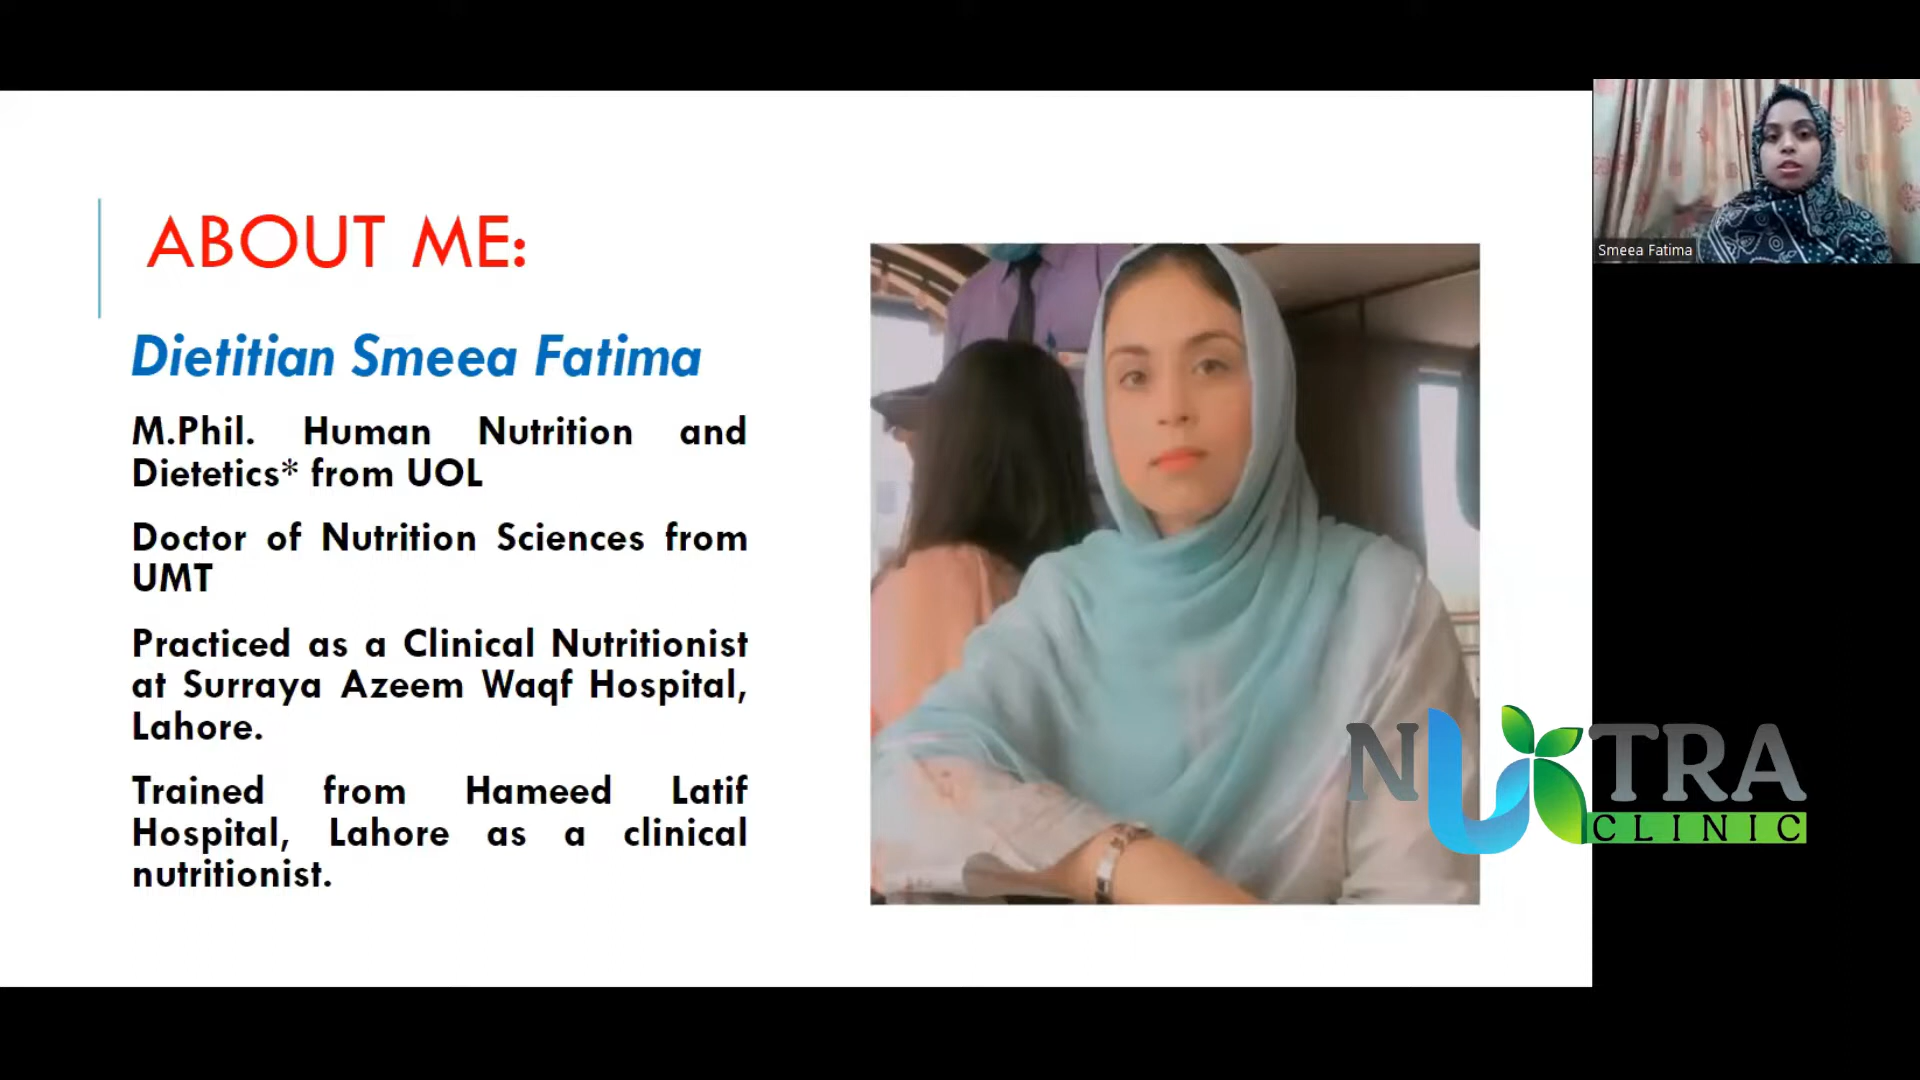 ABOUT ME:
Dietitian Smeea Fatima
M.Phil. Human Nutrition and
Dietetics* from UOL
Doctor of Nutrition Sciences from
UMT
Practiced as a Clinical Nutritionist
at Surraya Azeem Waqf Hospital,
Lahore.
Trained from Hameed Latif
Hospital, Lahore as a clinical
nutritionist.
Smeea Fatima
NUTRA
CLINIC